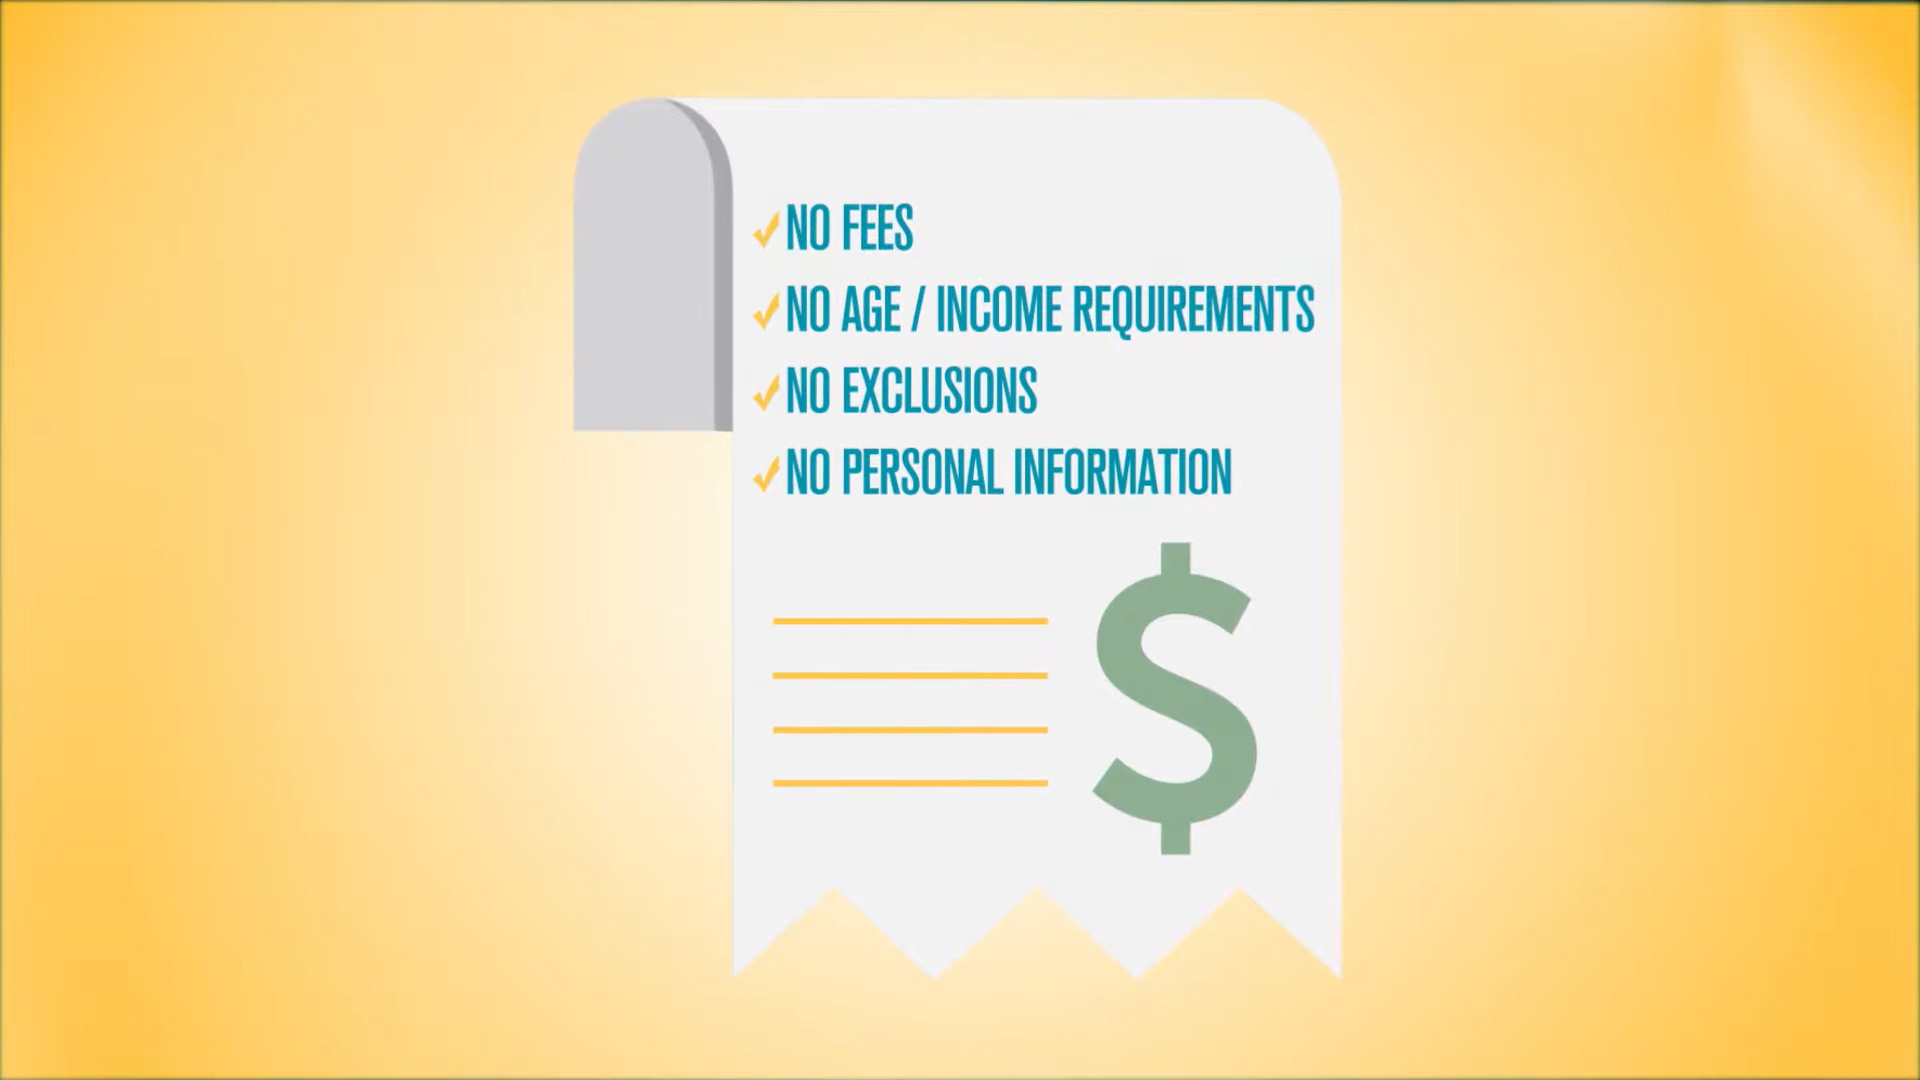 NO FEES
NO AGE / INCOME REQUIREMENTS
NO EXCLUSIONS
NO PERSONAL INFORMATION
$